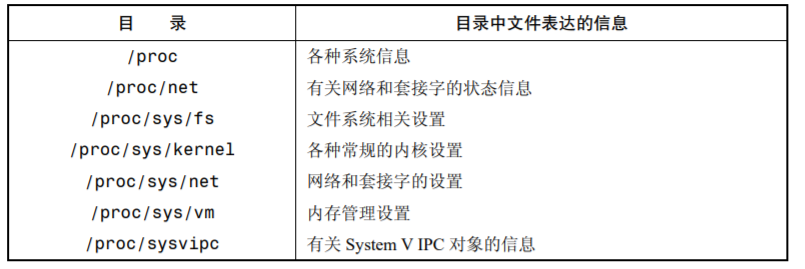 目 录 目录中文件表达的信息
/proc 各种系统信息
/proc/net 有关网络和套接字的状态信息
/proc/sys/fs 文件系统相关设置
/proc/sys/kernel 各种常规的内核设置
/proc/sys/net 网络和套接字的设置
/proc/sys/vm 内存管理设置
/proc/sysvipc 有关 System V IPC 对象的信息